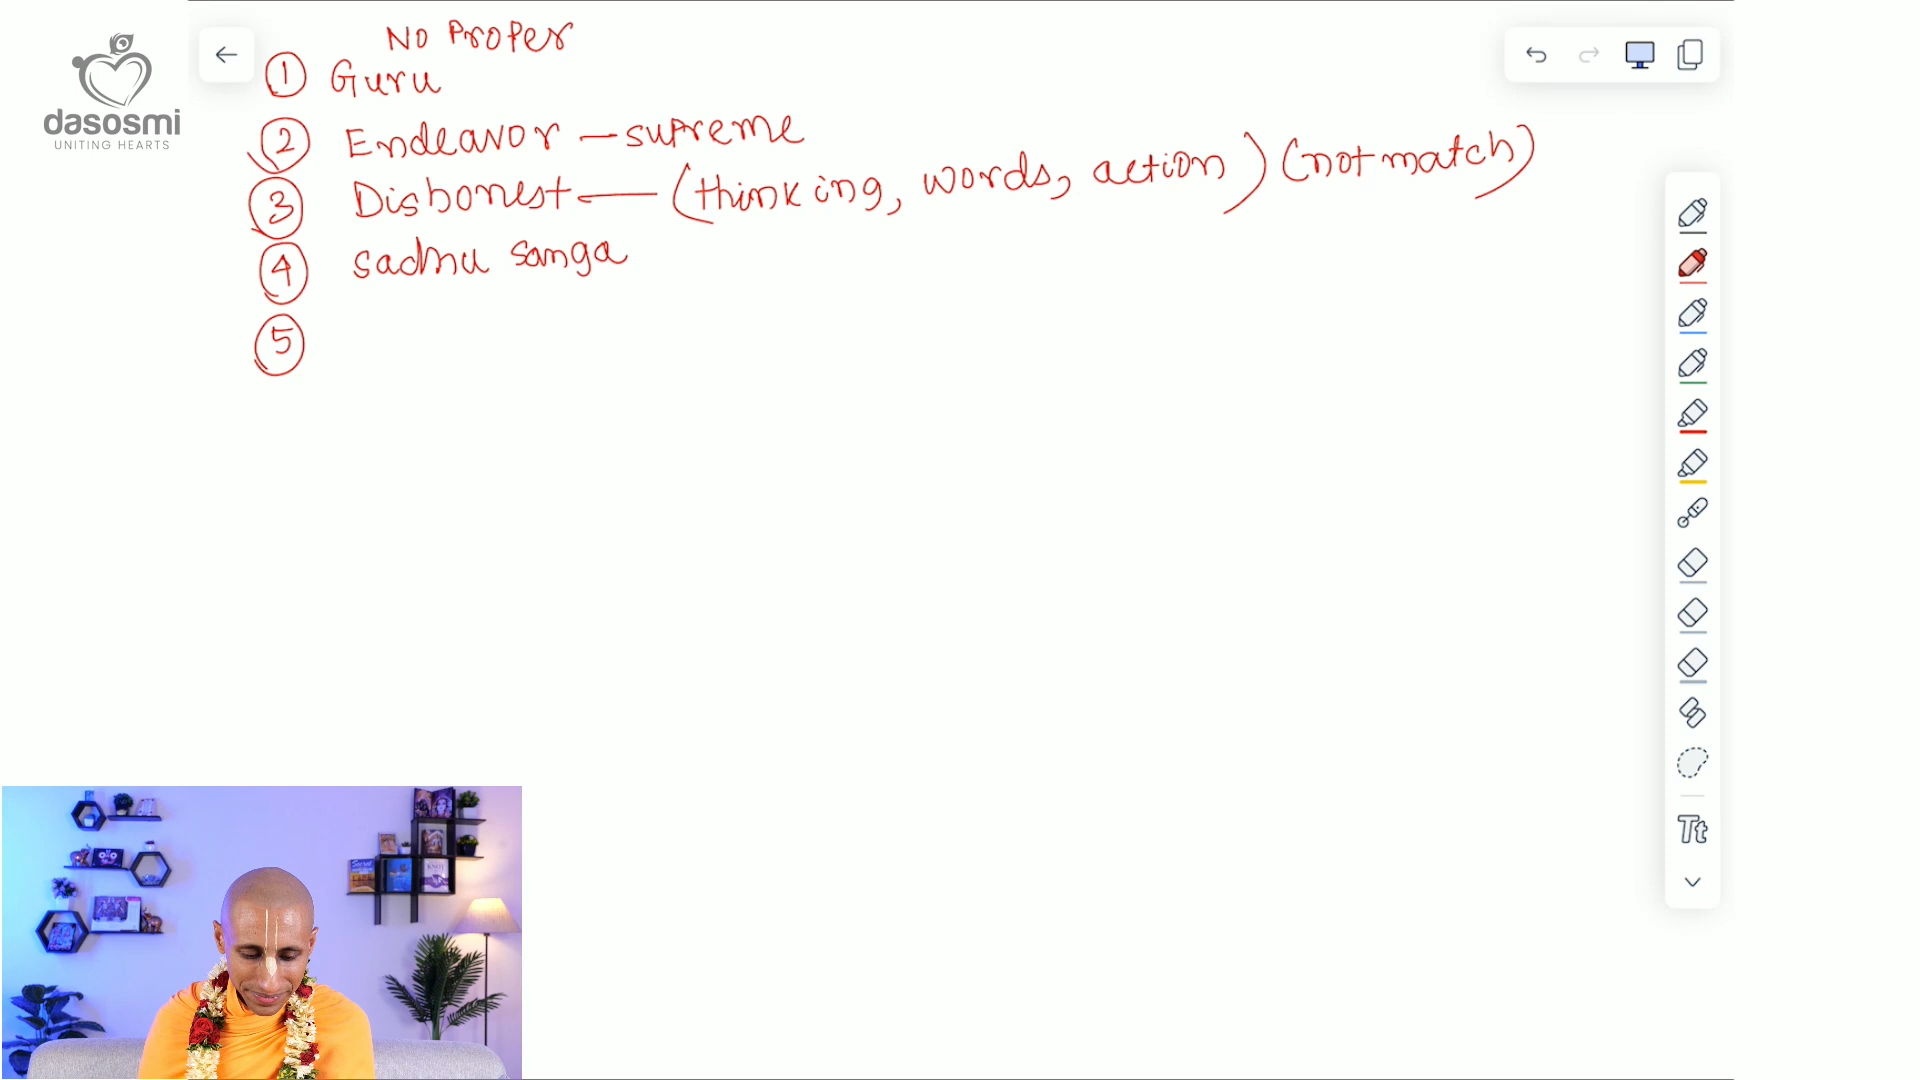 dasosmi
UNITING HEARTS
No Proper
1 Guru
2 Endeavor — supreme
3 Dishonest — (thinking, words, action) (not match)
4 sadhu sanga
5
Tt